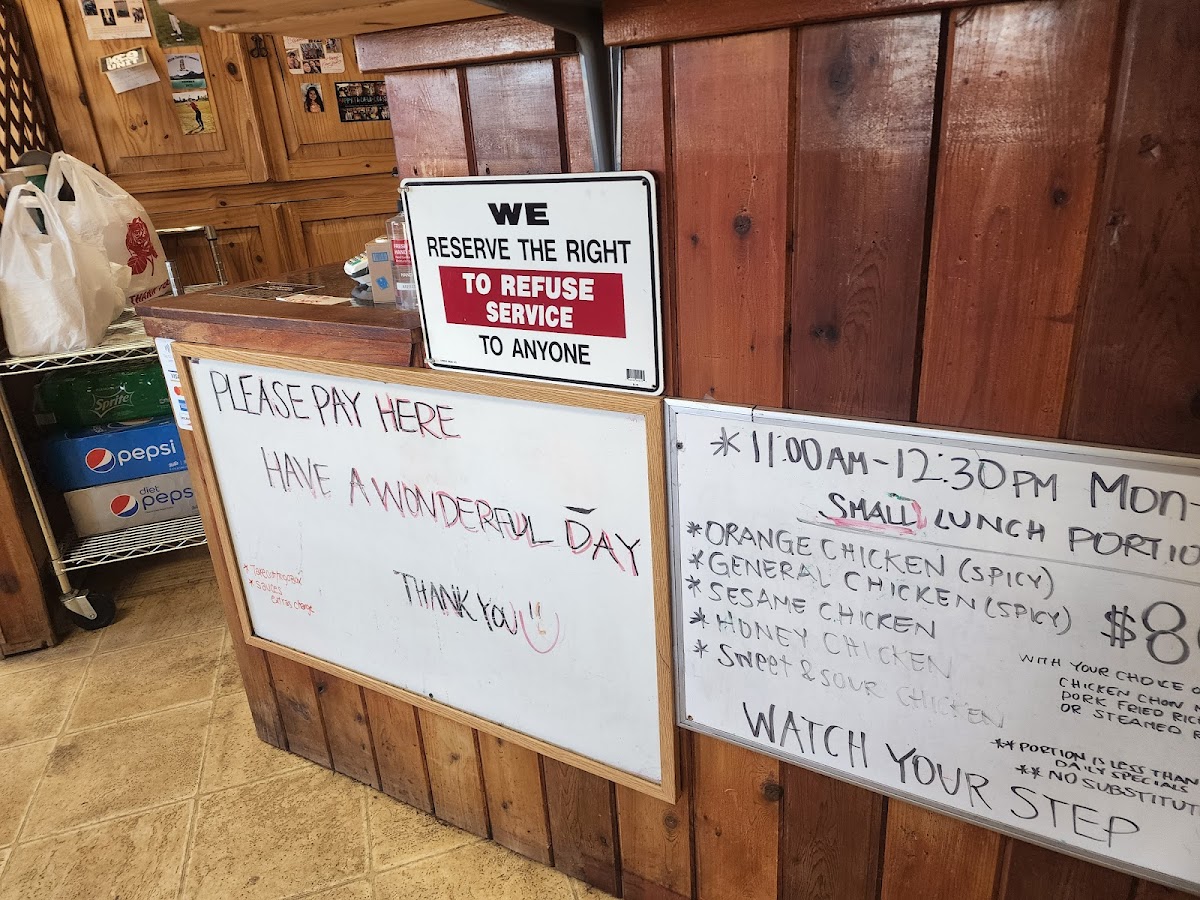 WE
RESERVE THE RIGHT
TO REFUSE
SERVICE
TO ANYONE
PLEASE PAY HERE
HAVE A WONDERFUL DAY
THANK YOU
* sauces
extras charge
* 11:00AM-12:30PM MON-
SMALL LUNCH PORTIO
* ORANGE CHICKEN (SPICY)
* GENERAL CHICKEN (SPICY)
* SESAME CHICKEN
* HONEY CHICKEN
* SWEET & SOUR CHICKEN
$8
WITH YOUR CHOICE O
CHICKEN CHOW M
PORK FRIED RIC
OR STEAMED R
** PORTION IS LESS THAN
DAILY SPECIALS
** NO SUBSTITUT
WATCH YOUR STEP
Sprite
pepsi
diet
pepsi